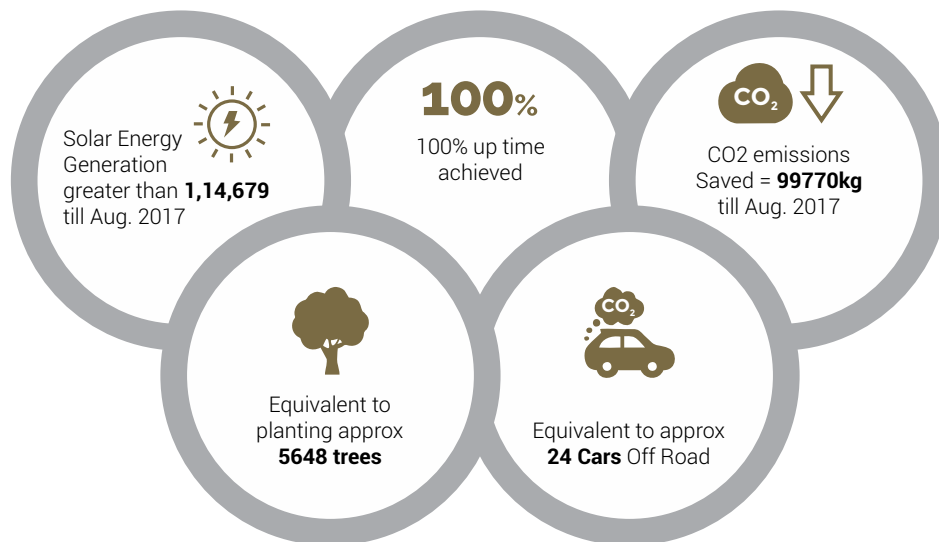 Solar Energy
Generation
greater than 1,14,679
till Aug. 2017
100%
100% up time
achieved
CO2
CO2 emissions
Saved = 99770kg
till Aug. 2017
Equivalent to
planting approx
5648 trees
CO2
Equivalent to approx
24 Cars Off Road